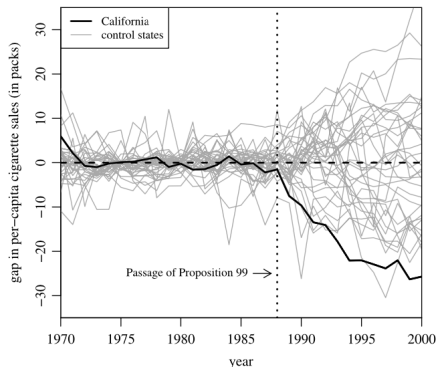 California
control states
gap in per-capita cigarette sales (in packs)
30
20
10
0
−10
−20
−30
Passage of Proposition 99
1970 1975 1980 1985 1990 1995 2000
year